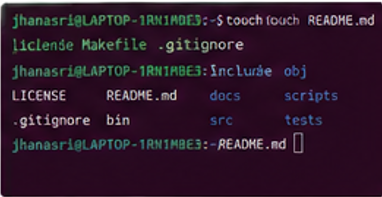 jhanasri@LAPTOP-1RN1MBE3:~$ touch touch README.md
liclense Makefile .gitignore
jhanasri@LAPTOP-1RN1MBE3: Include obj
LICENSE README.md docs scripts
.gitignore bin src tests
jhanasri@LAPTOP-1RN1MBE3:~/README.md